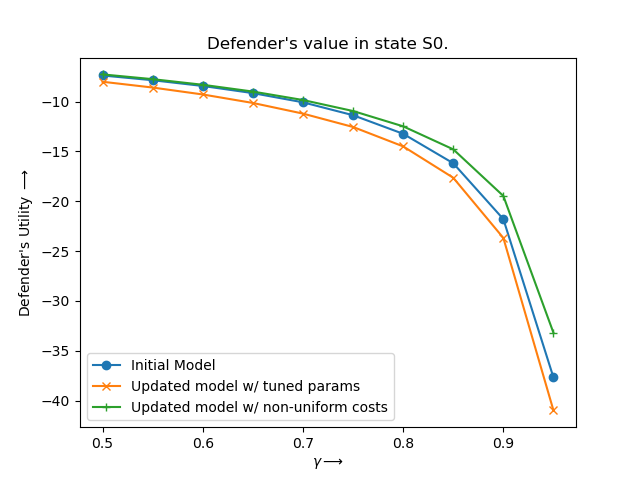 Defender's value in state S0.
Defender's Utility ⟶
−10
−15
−20
−25
−30
−35
−40
Initial Model
Updated model w/ tuned params
Updated model w/ non-uniform costs
0.5 0.6 0.7 0.8 0.9
γ⟶